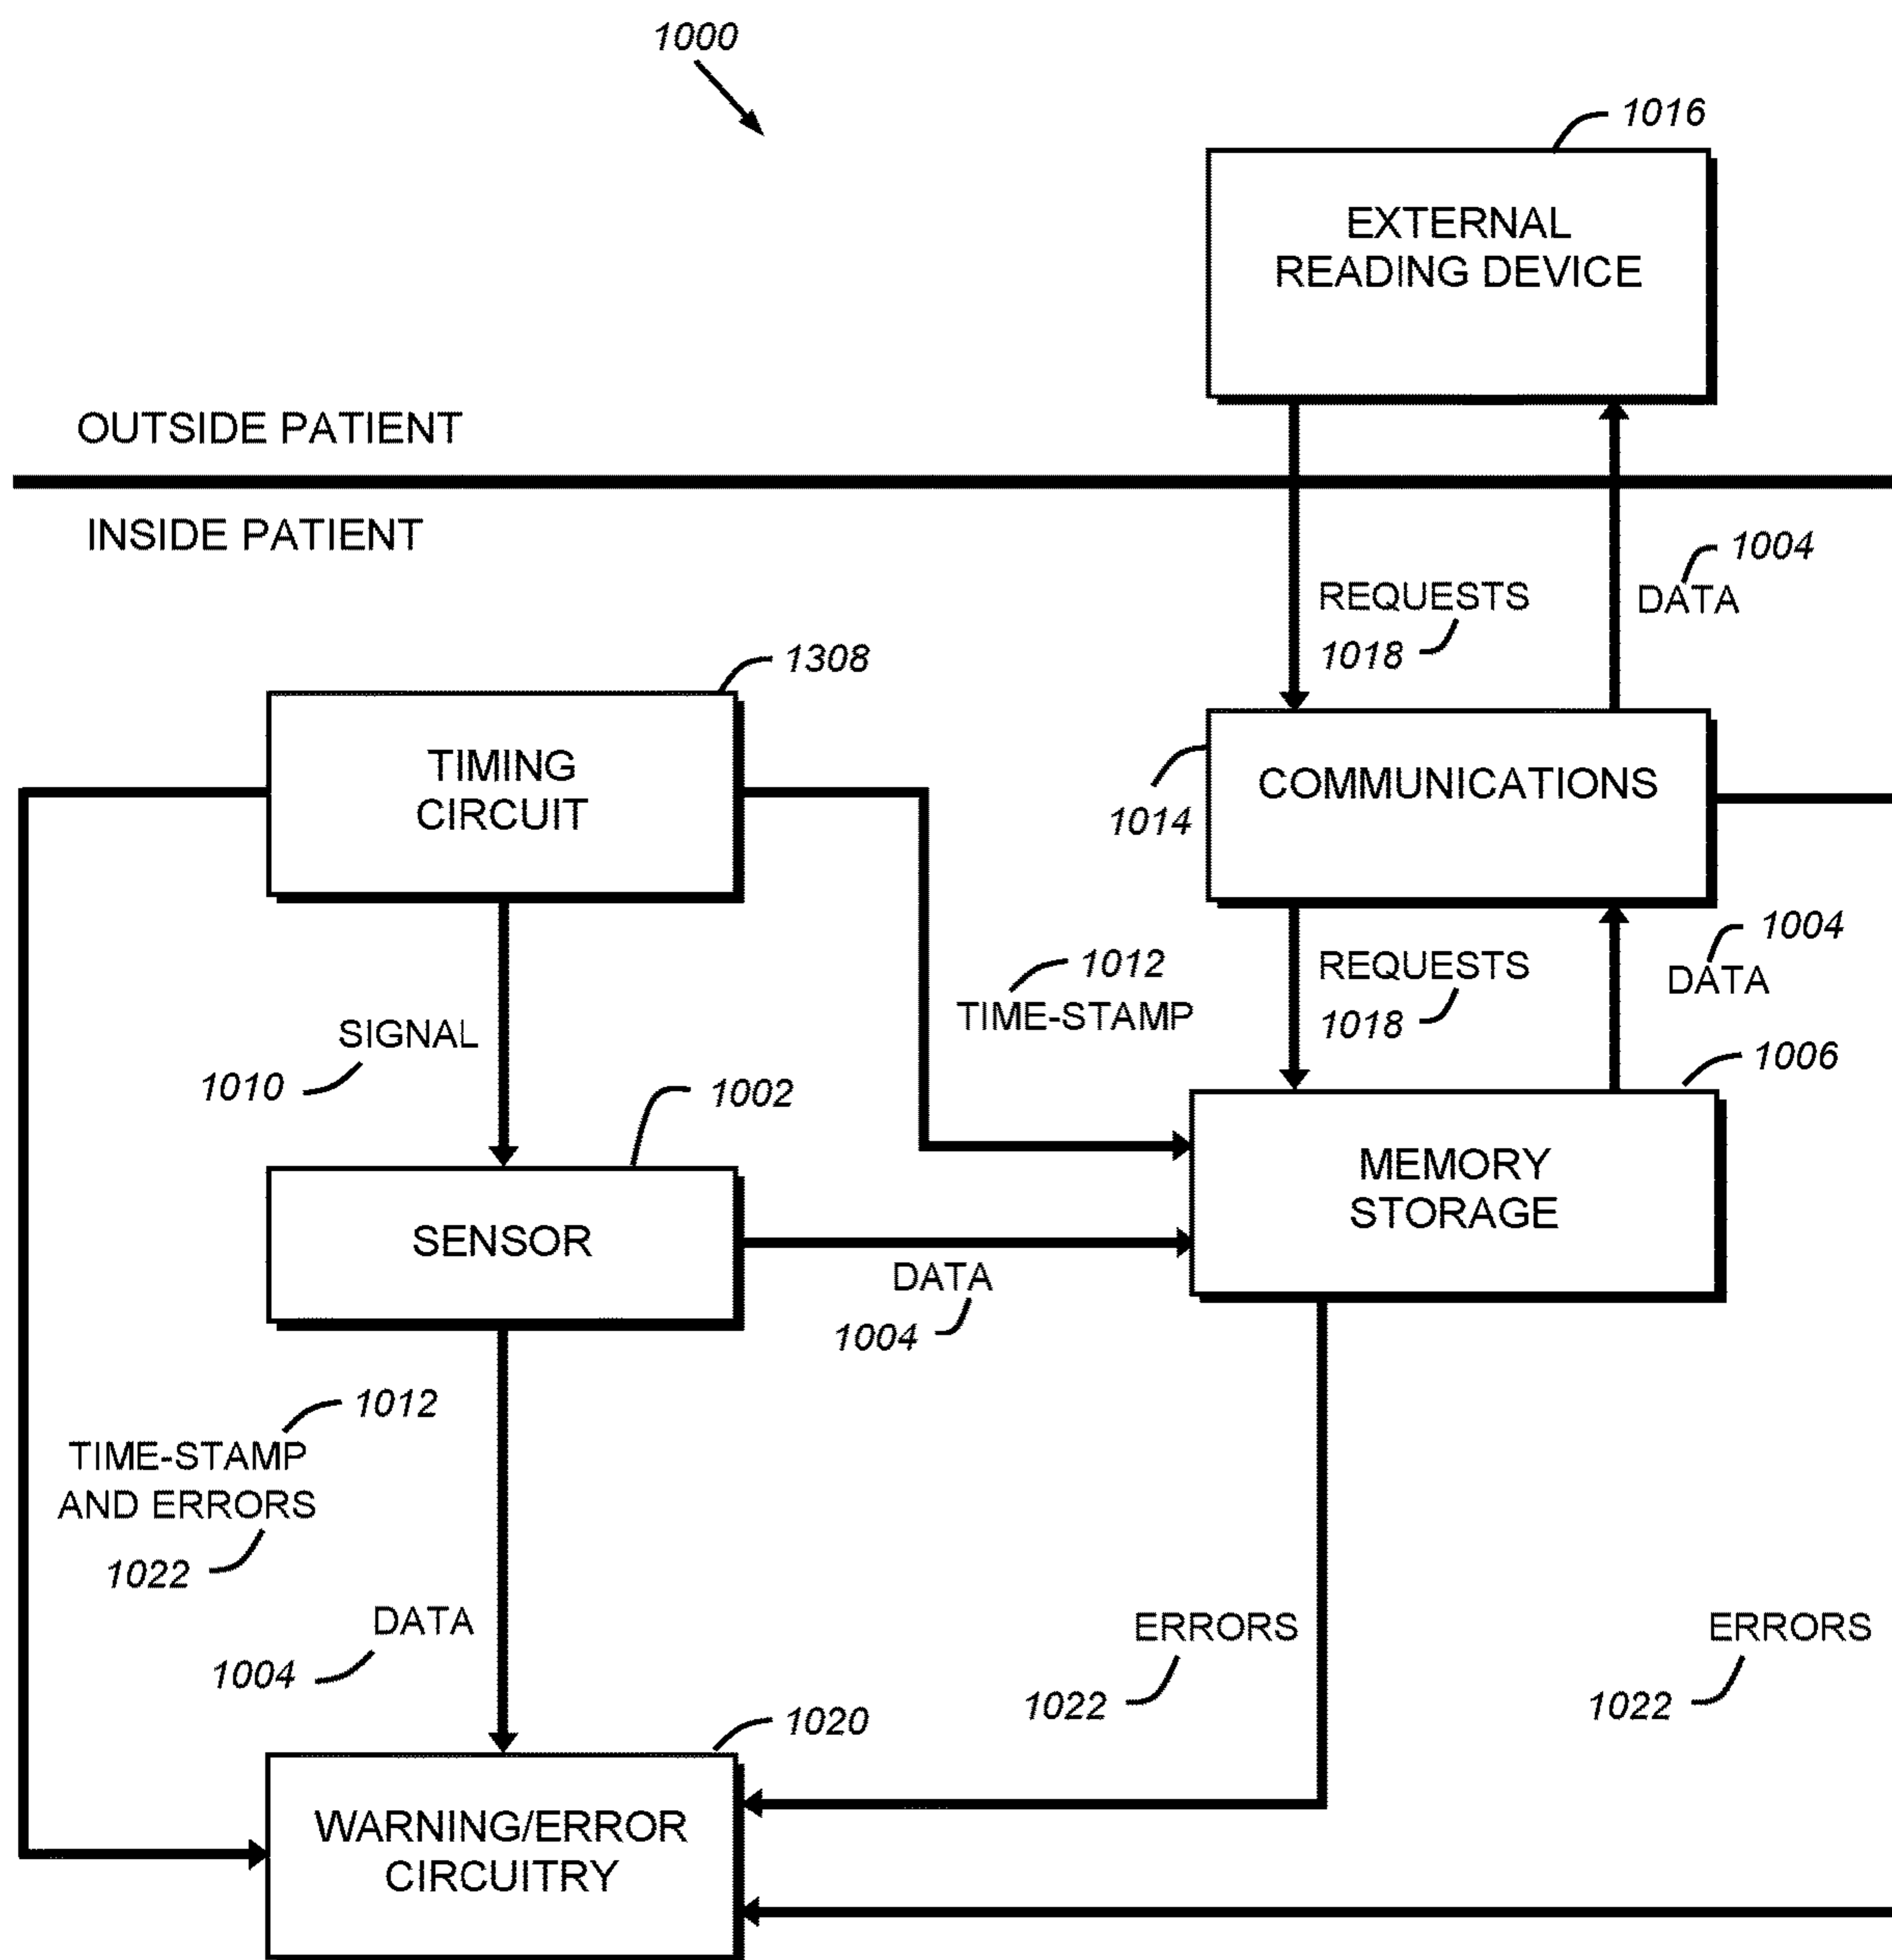 1000
1016
EXTERNAL
READING DEVICE
OUTSIDE PATIENT
INSIDE PATIENT
1004
REQUESTS
DATA
1018
1308
TIMING
CIRCUIT
COMMUNICATIONS
1014
1004
1012
REQUESTS
DATA
TIME-STAMP
1018
SIGNAL
1006
1010
1002
MEMORY
STORAGE
SENSOR
DATA
1004
1012
TIME-STAMP
AND ERRORS
1022
DATA
ERRORS
ERRORS
1004
1022
1022
1020
WARNING/ERROR
CIRCUITRY